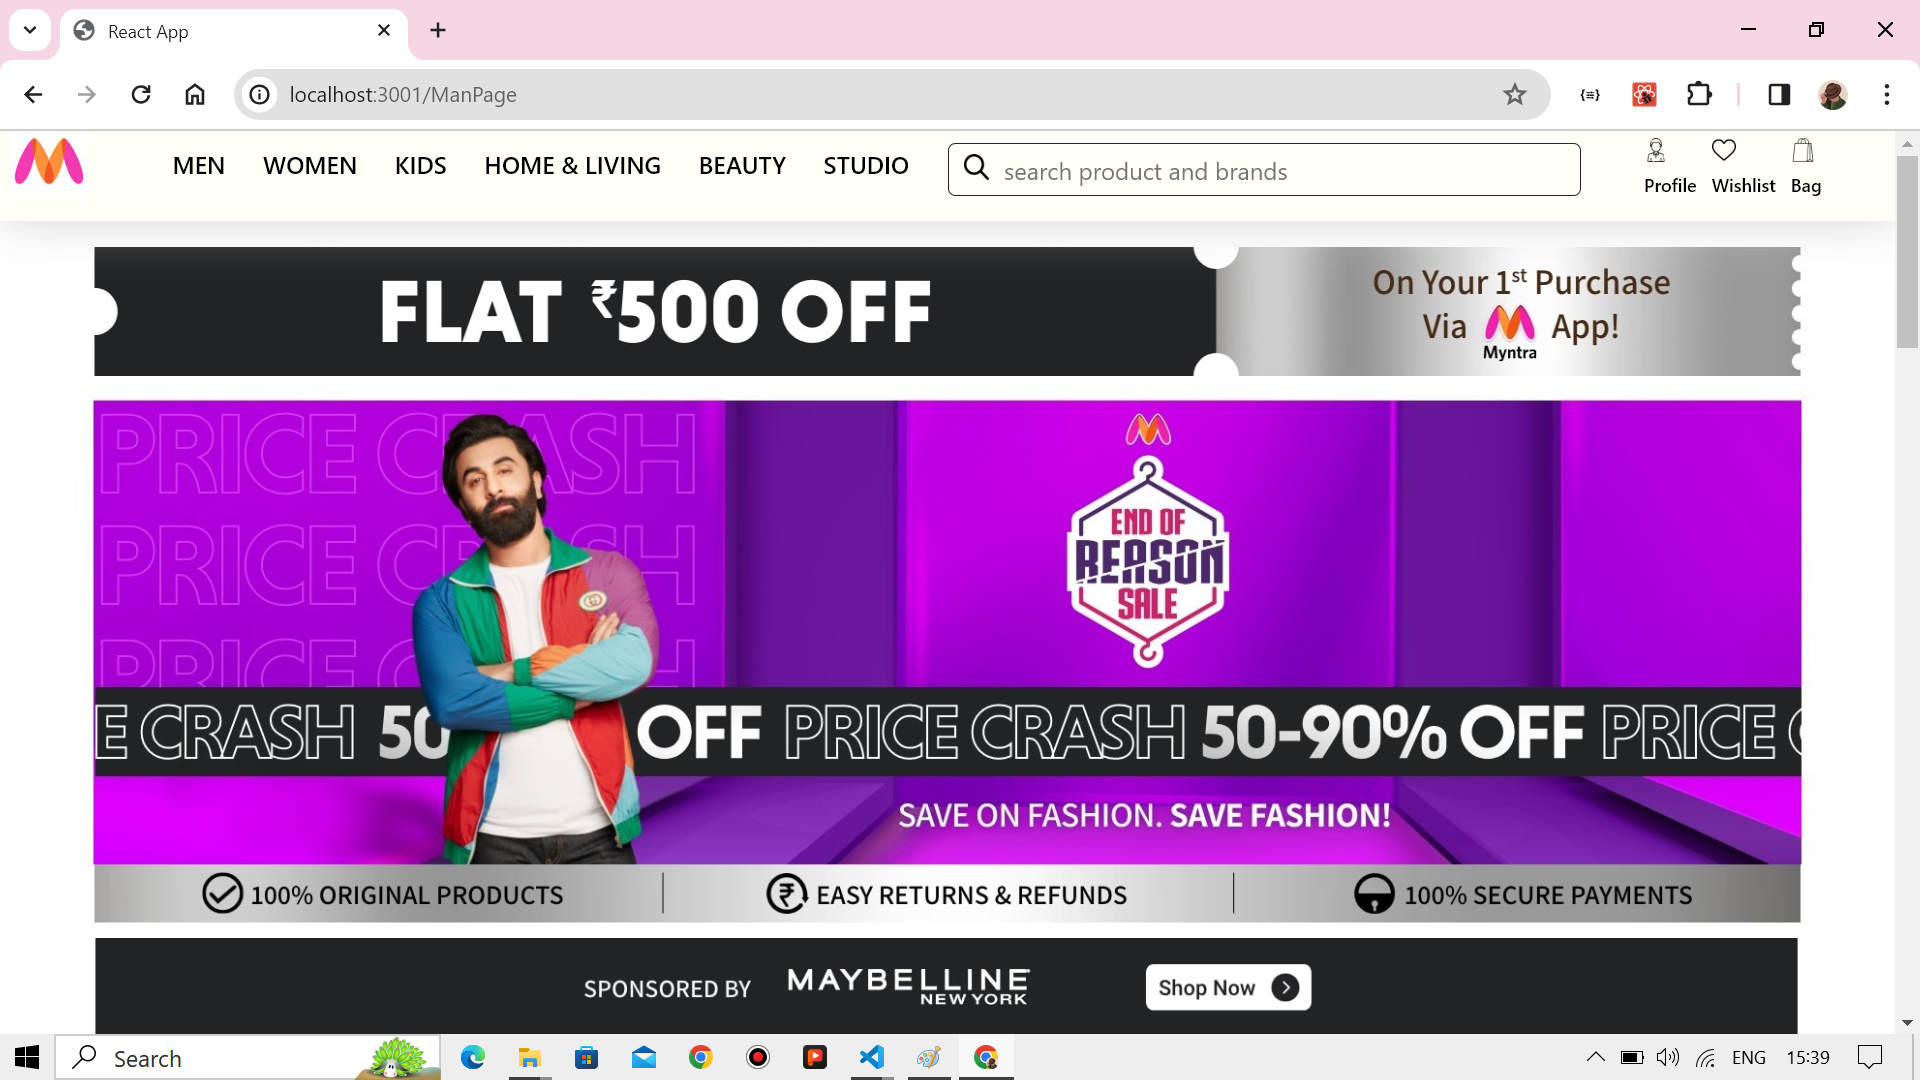 React App
localhost:3001/ManPage
MEN WOMEN KIDS HOME & LIVING BEAUTY STUDIO
search product and brands
Profile Wishlist Bag
FLAT ₹500 OFF
On Your 1st Purchase
Via Myntra App!
PRICE CRASH
PRICE CRASH
PRICE CRASH
END OF
REASON
SALE
E CRASH 50 OFF PRICE CRASH 50-90% OFF PRICE C
SAVE ON FASHION. SAVE FASHION!
100% ORIGINAL PRODUCTS
EASY RETURNS & REFUNDS
100% SECURE PAYMENTS
SPONSORED BY MAYBELLINE
NEW YORK
Shop Now
Search
ENG 15:39